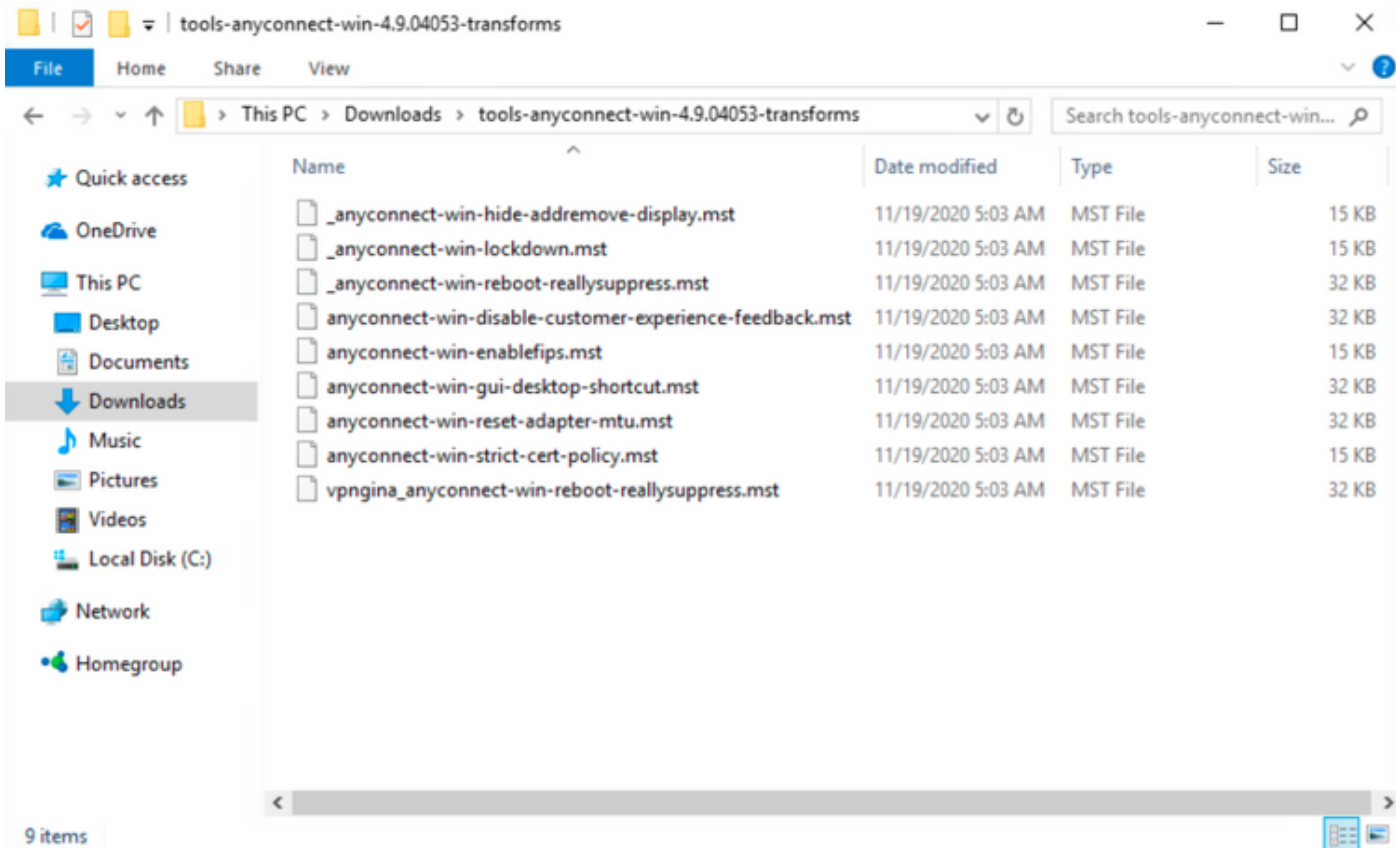 tools-anyconnect-win-4.9.04053-transforms
File Home Share View
This PC > Downloads > tools-anyconnect-win-4.9.04053-transforms
Search tools-anyconnect-win...
Name Date modified Type Size
Quick access
OneDrive
This PC
Desktop
Documents
Downloads
Music
Pictures
Videos
Local Disk (C:)
Network
Homegroup
_anyconnect-win-hide-addremove-display.mst 11/19/2020 5:03 AM MST File 15 KB
_anyconnect-win-lockdown.mst 11/19/2020 5:03 AM MST File 15 KB
_anyconnect-win-reboot-reallysuppress.mst 11/19/2020 5:03 AM MST File 32 KB
anyconnect-win-disable-customer-experience-feedback.mst 11/19/2020 5:03 AM MST File 32 KB
anyconnect-win-enablefips.mst 11/19/2020 5:03 AM MST File 15 KB
anyconnect-win-gui-desktop-shortcut.mst 11/19/2020 5:03 AM MST File 32 KB
anyconnect-win-reset-adapter-mtu.mst 11/19/2020 5:03 AM MST File 32 KB
anyconnect-win-strict-cert-policy.mst 11/19/2020 5:03 AM MST File 15 KB
vpngina_anyconnect-win-reboot-reallysuppress.mst 11/19/2020 5:03 AM MST File 32 KB
9 items